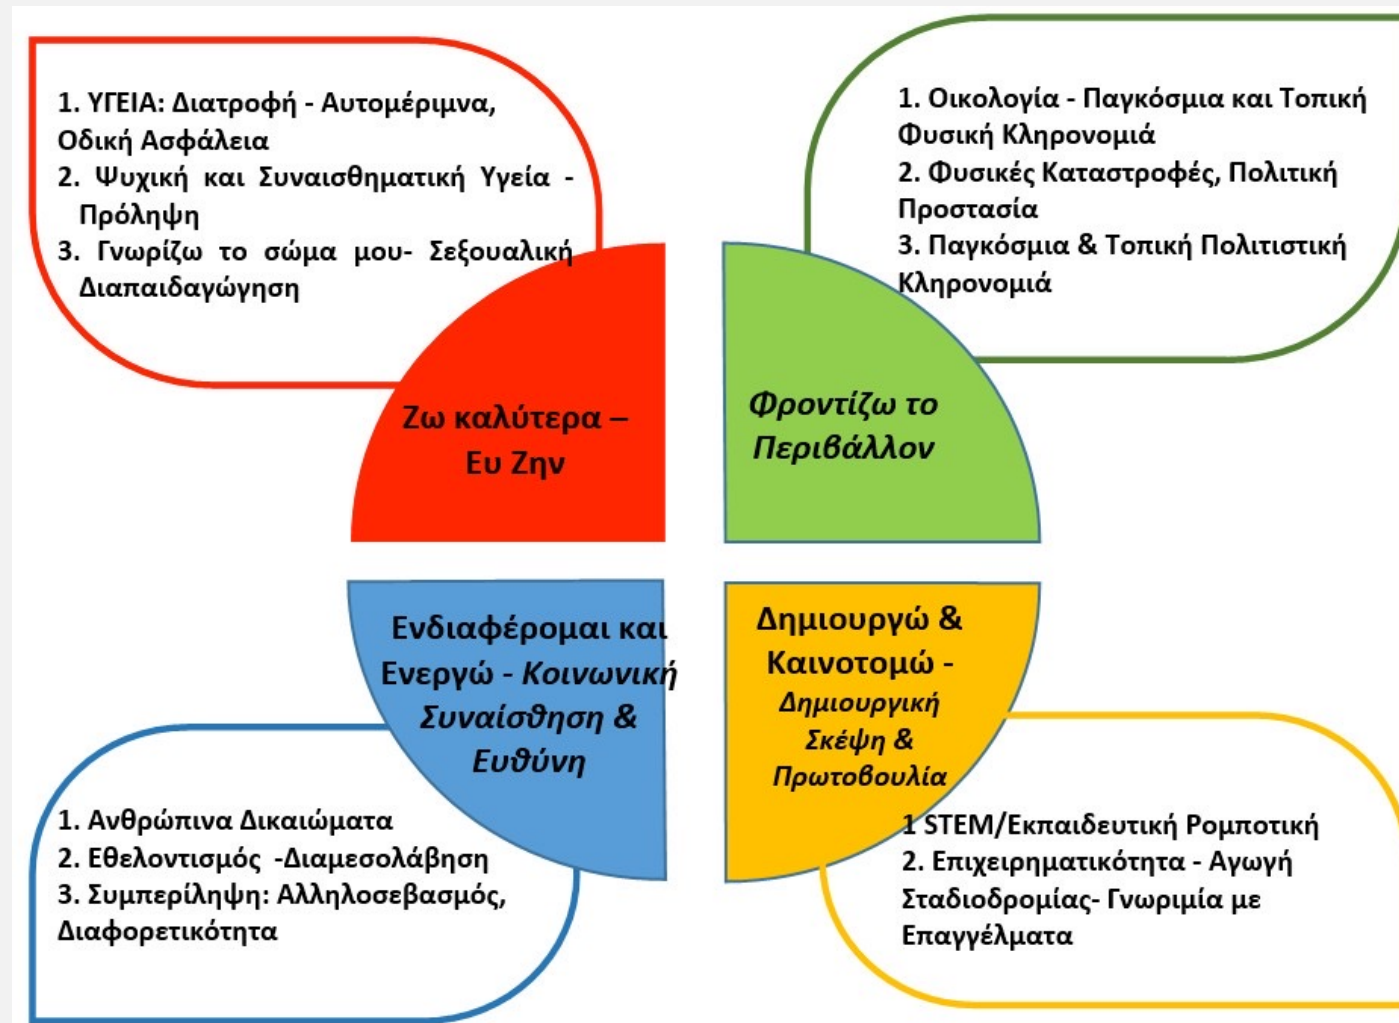 1. ΥΓΕΙΑ: Διατροφή - Αυτομέριμνα,
Οδική Ασφάλεια
2. Ψυχική και Συναισθηματική Υγεία -
Πρόληψη
3. Γνωρίζω το σώμα μου- Σεξουαλική
Διαπαιδαγώγηση
1. Οικολογία - Παγκόσμια και Τοπική
Φυσική Κληρονομιά
2. Φυσικές Καταστροφές, Πολιτική
Προστασία
3. Παγκόσμια & Τοπική Πολιτιστική
Κληρονομιά
Ζω καλύτερα –
Ευ Ζην
Φροντίζω το
Περιβάλλον
Ενδιαφέρομαι και
Ενεργώ - Κοινωνική
Συναίσθηση &
Ευθύνη
Δημιουργώ &
Καινοτομώ -
Δημιουργική
Σκέψη &
Πρωτοβουλία
1. Ανθρώπινα Δικαιώματα
2. Εθελοντισμός -Διαμεσολάβηση
3. Συμπερίληψη: Αλληλοσεβασμός,
Διαφορετικότητα
1 STEM/Εκπαιδευτική Ρομποτική
2. Επιχειρηματικότητα - Αγωγή
Σταδιοδρομίας- Γνωριμία με
Επαγγέλματα